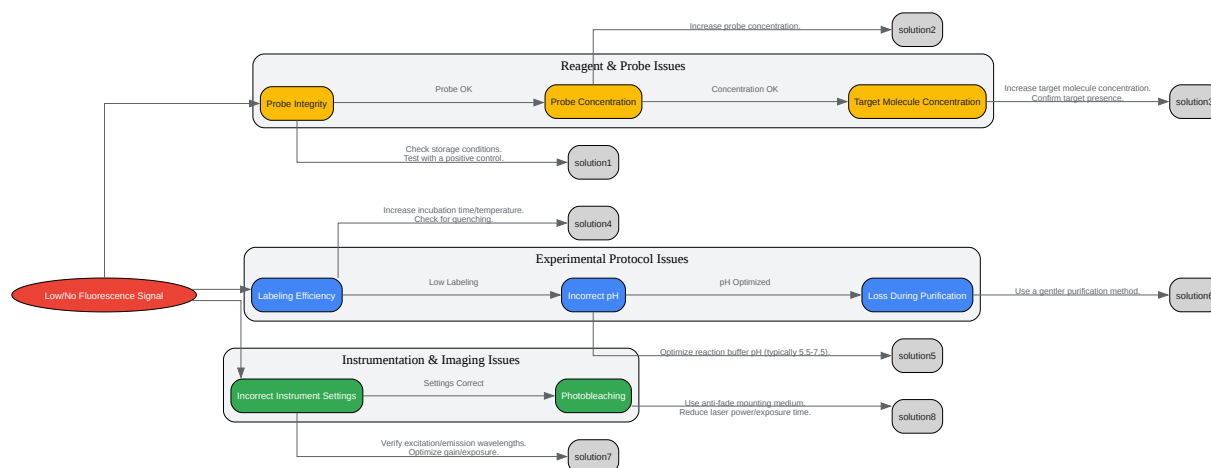 Increase probe concentration.
solution2
Reagent & Probe Issues
Probe Integrity
Probe OK
Probe Concentration
Concentration OK
Target Molecule Concentration
Increase target molecule concentration.
Confirm target presence.
solution3
Check storage conditions.
Test with a positive control.
solution1
Increase incubation time/temperature.
Check for quenching.
solution4
Experimental Protocol Issues
Low/No Fluorescence Signal
Labeling Efficiency
Low Labeling
Incorrect pH
pH Optimized
Loss During Purification
Use a gentler purification method.
solution6
Optimize reaction buffer pH (typically 5.5-7.5).
solution5
Instrumentation & Imaging Issues
Incorrect Instrument Settings
Settings Correct
Photobleaching
Use anti-fade mounting medium.
Reduce laser power/exposure time.
solution8
Verify excitation/emission wavelengths.
Optimize gain/exposure.
solution7